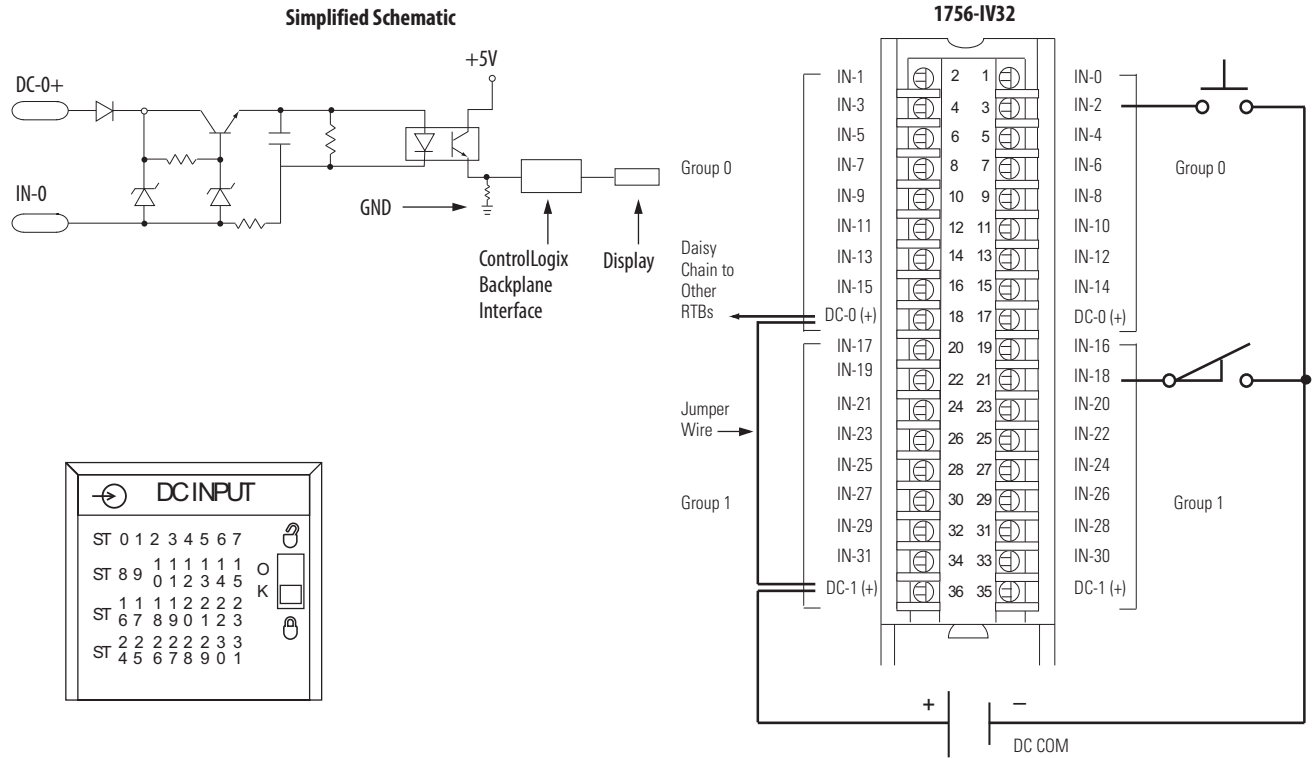 Simplified Schematic
+5V
DC-0+
IN-0
GND
ControlLogix
Backplane
Interface
Display
DC INPUT
ST 0 1 2 3 4 5 6 7
ST 8 9 10 11 12 13 14 15
ST 16 17 18 19 20 21 22 23
ST 24 25 26 27 28 29 30 31
O
K
1756-IV32
IN-1 2 1 IN-0
IN-3 4 3 IN-2
IN-5 6 5 IN-4
IN-7 8 7 IN-6
IN-9 10 9 IN-8
IN-11 12 11 IN-10
IN-13 14 13 IN-12
IN-15 16 15 IN-14
DC-0 (+) 18 17 DC-0 (+)
IN-17 20 19 IN-16
IN-19 22 21 IN-18
IN-21 24 23 IN-20
IN-23 26 25 IN-22
IN-25 28 27 IN-24
IN-27 30 29 IN-26
IN-29 32 31 IN-28
IN-31 34 33 IN-30
DC-1 (+) 36 35 DC-1 (+)
Group 0
Group 0
Daisy
Chain to
Other
RTBs
Jumper
Wire
Group 1
Group 1
+ –
DC COM